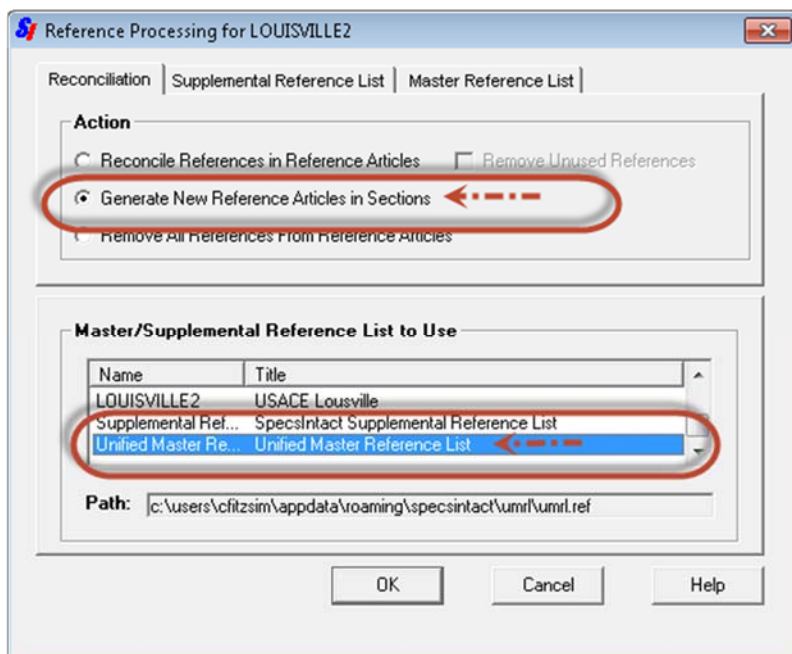 Reference Processing for LOUISVILLE2
Reconciliation Supplemental Reference List Master Reference List
Action
Reconcile References in Reference Articles Remove Unused References
Generate New Reference Articles in Sections
Remove All References From Reference Articles
Master/Supplemental Reference List to Use
Name Title
LOUISVILLE2 USACE Lousville
Supplemental Ref... SpecsIntact Supplemental Reference List
Unified Master Re... Unified Master Reference List
Path: c:\users\cfitzsim\appdata\roaming\specsintact\umrl\umrl.ref
OK Cancel Help